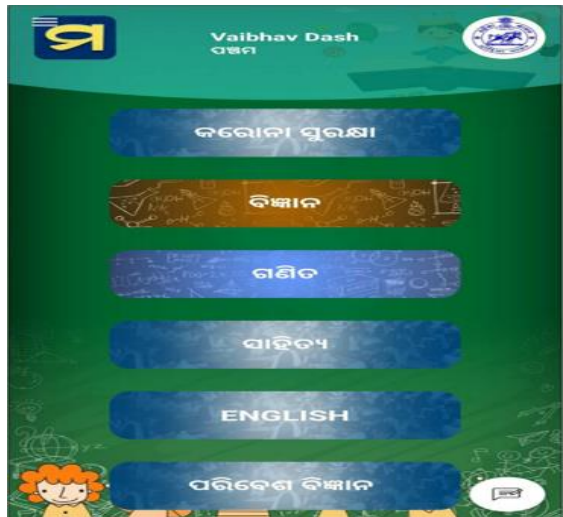 ମ
Vaibhav Dash
ପଞ୍ଚମ
କରୋନା ସୁରକ୍ଷା
ବିଜ୍ଞାନ
ଗଣିତ
ସାହିତ୍ୟ
ENGLISH
ପରିବେଶ ବିଜ୍ଞାନ